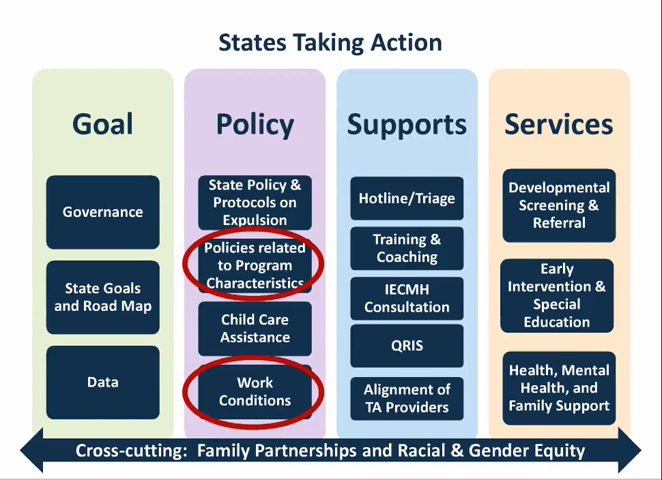 States Taking Action
Goal
Governance
State Goals
and Road Map
Data
Policy
State Policy &
Protocols on
Expulsion
Policies related
to Program
Characteristics
Child Care
Assistance
Work
Conditions
Supports
Hotline/Triage
Training &
Coaching
IECMH
Consultation
QRIS
Alignment of
TA Providers
Services
Developmental
Screening &
Referral
Early
Intervention &
Special
Education
Health, Mental
Health, and
Family Support
Cross-cutting:  Family Partnerships and Racial & Gender Equity